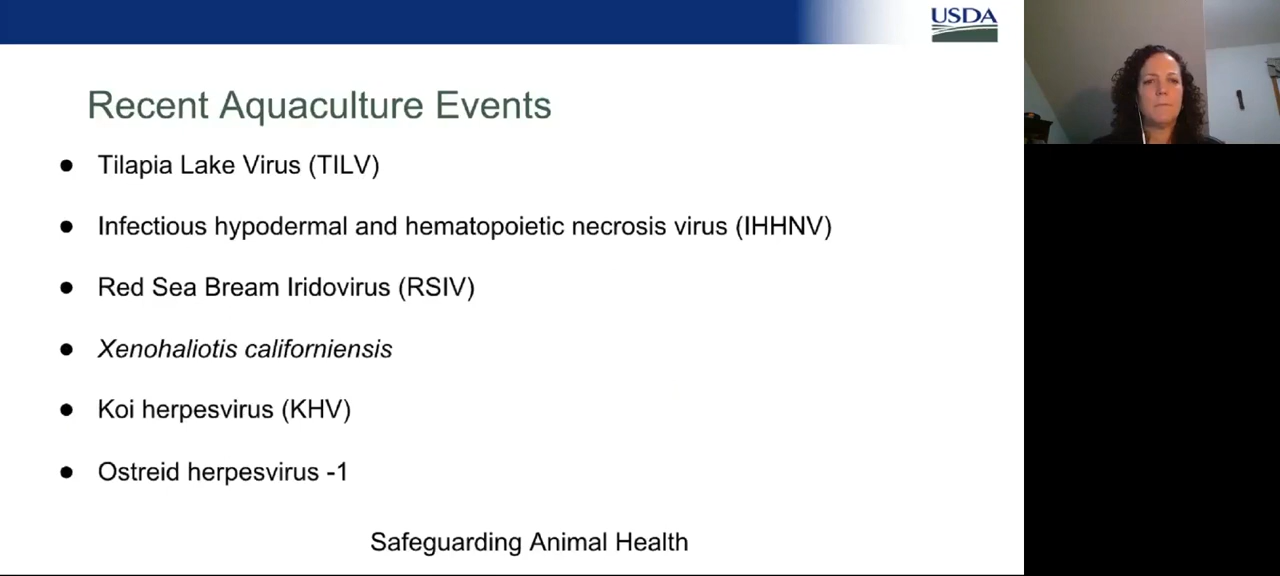 USDA
Recent Aquaculture Events
● Tilapia Lake Virus (TILV)
● Infectious hypodermal and hematopoietic necrosis virus (IHHNV)
● Red Sea Bream Iridovirus (RSIV)
● Xenohaliotis californiensis
● Koi herpesvirus (KHV)
● Ostreid herpesvirus -1
Safeguarding Animal Health